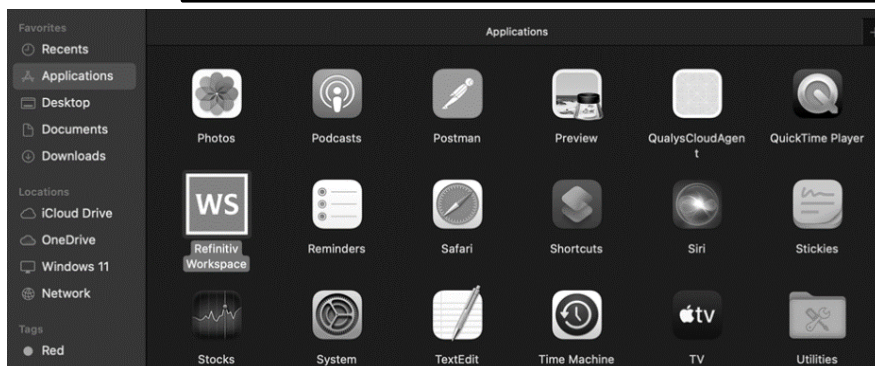 Favorites
Recents
Applications
Desktop
Documents
Downloads
Locations
iCloud Drive
OneDrive
Windows 11
Network
Tags
Red
Applications
Photos
Podcasts
Postman
Preview
QualysCloudAgen
t
QuickTime Player
WS
Refinitiv
Workspace
Reminders
Safari
Shortcuts
Siri
Stickies
Stocks
System
TextEdit
Time Machine
tv
TV
Utilities